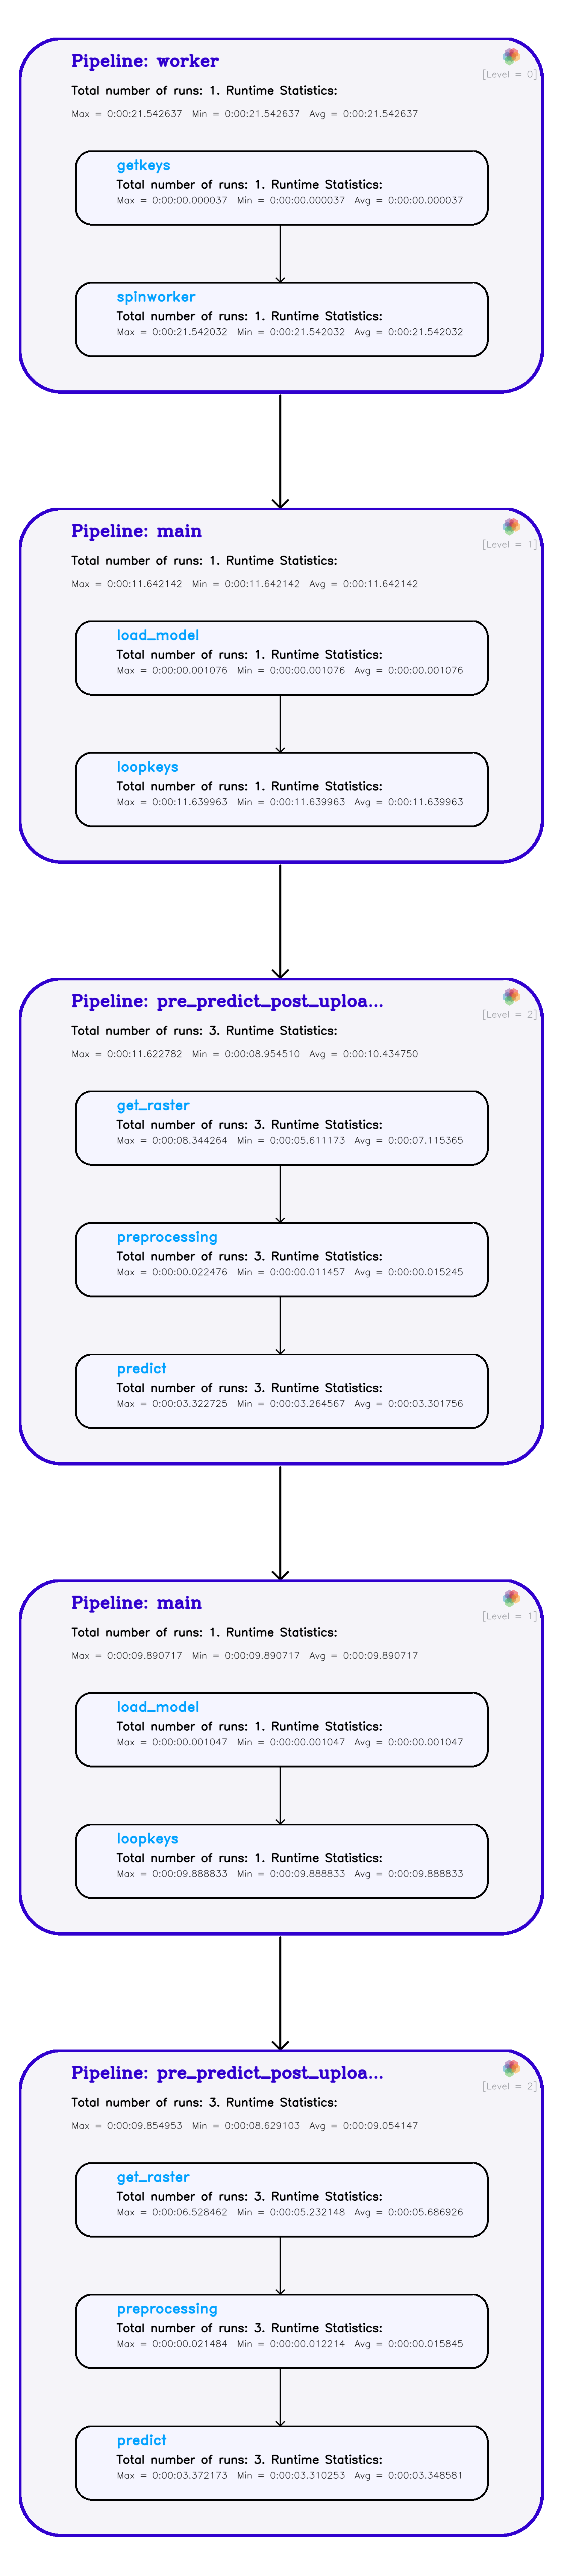 Pipeline: worker
[Level = 0]
Total number of runs: 1. Runtime Statistics:
Max = 0:00:21.542637 Min = 0:00:21.542637 Avg = 0:00:21.542637
getkeys
Total number of runs: 1. Runtime Statistics:
Max = 0:00:00.000037 Min = 0:00:00.000037 Avg = 0:00:00.000037
spinworker
Total number of runs: 1. Runtime Statistics:
Max = 0:00:21.542032 Min = 0:00:21.542032 Avg = 0:00:21.542032
Pipeline: main
[Level = 1]
Total number of runs: 1. Runtime Statistics:
Max = 0:00:11.642142 Min = 0:00:11.642142 Avg = 0:00:11.642142
load_model
Total number of runs: 1. Runtime Statistics:
Max = 0:00:00.001076 Min = 0:00:00.001076 Avg = 0:00:00.001076
loopkeys
Total number of runs: 1. Runtime Statistics:
Max = 0:00:11.639963 Min = 0:00:11.639963 Avg = 0:00:11.639963
Pipeline: pre_predict_post_uploa...
[Level = 2]
Total number of runs: 3. Runtime Statistics:
Max = 0:00:11.622782 Min = 0:00:08.954510 Avg = 0:00:10.434750
get_raster
Total number of runs: 3. Runtime Statistics:
Max = 0:00:08.344264 Min = 0:00:05.611173 Avg = 0:00:07.115365
preprocessing
Total number of runs: 3. Runtime Statistics:
Max = 0:00:00.022476 Min = 0:00:00.011457 Avg = 0:00:00.015245
predict
Total number of runs: 3. Runtime Statistics:
Max = 0:00:03.322725 Min = 0:00:03.264567 Avg = 0:00:03.301756
Pipeline: main
[Level = 1]
Total number of runs: 1. Runtime Statistics:
Max = 0:00:09.890717 Min = 0:00:09.890717 Avg = 0:00:09.890717
load_model
Total number of runs: 1. Runtime Statistics:
Max = 0:00:00.001047 Min = 0:00:00.001047 Avg = 0:00:00.001047
loopkeys
Total number of runs: 1. Runtime Statistics:
Max = 0:00:09.888833 Min = 0:00:09.888833 Avg = 0:00:09.888833
Pipeline: pre_predict_post_uploa...
[Level = 2]
Total number of runs: 3. Runtime Statistics:
Max = 0:00:09.854953 Min = 0:00:08.629103 Avg = 0:00:09.054147
get_raster
Total number of runs: 3. Runtime Statistics:
Max = 0:00:06.528462 Min = 0:00:05.232148 Avg = 0:00:05.686926
preprocessing
Total number of runs: 3. Runtime Statistics:
Max = 0:00:00.021484 Min = 0:00:00.012214 Avg = 0:00:00.015845
predict
Total number of runs: 3. Runtime Statistics:
Max = 0:00:03.372173 Min = 0:00:03.310253 Avg = 0:00:03.348581